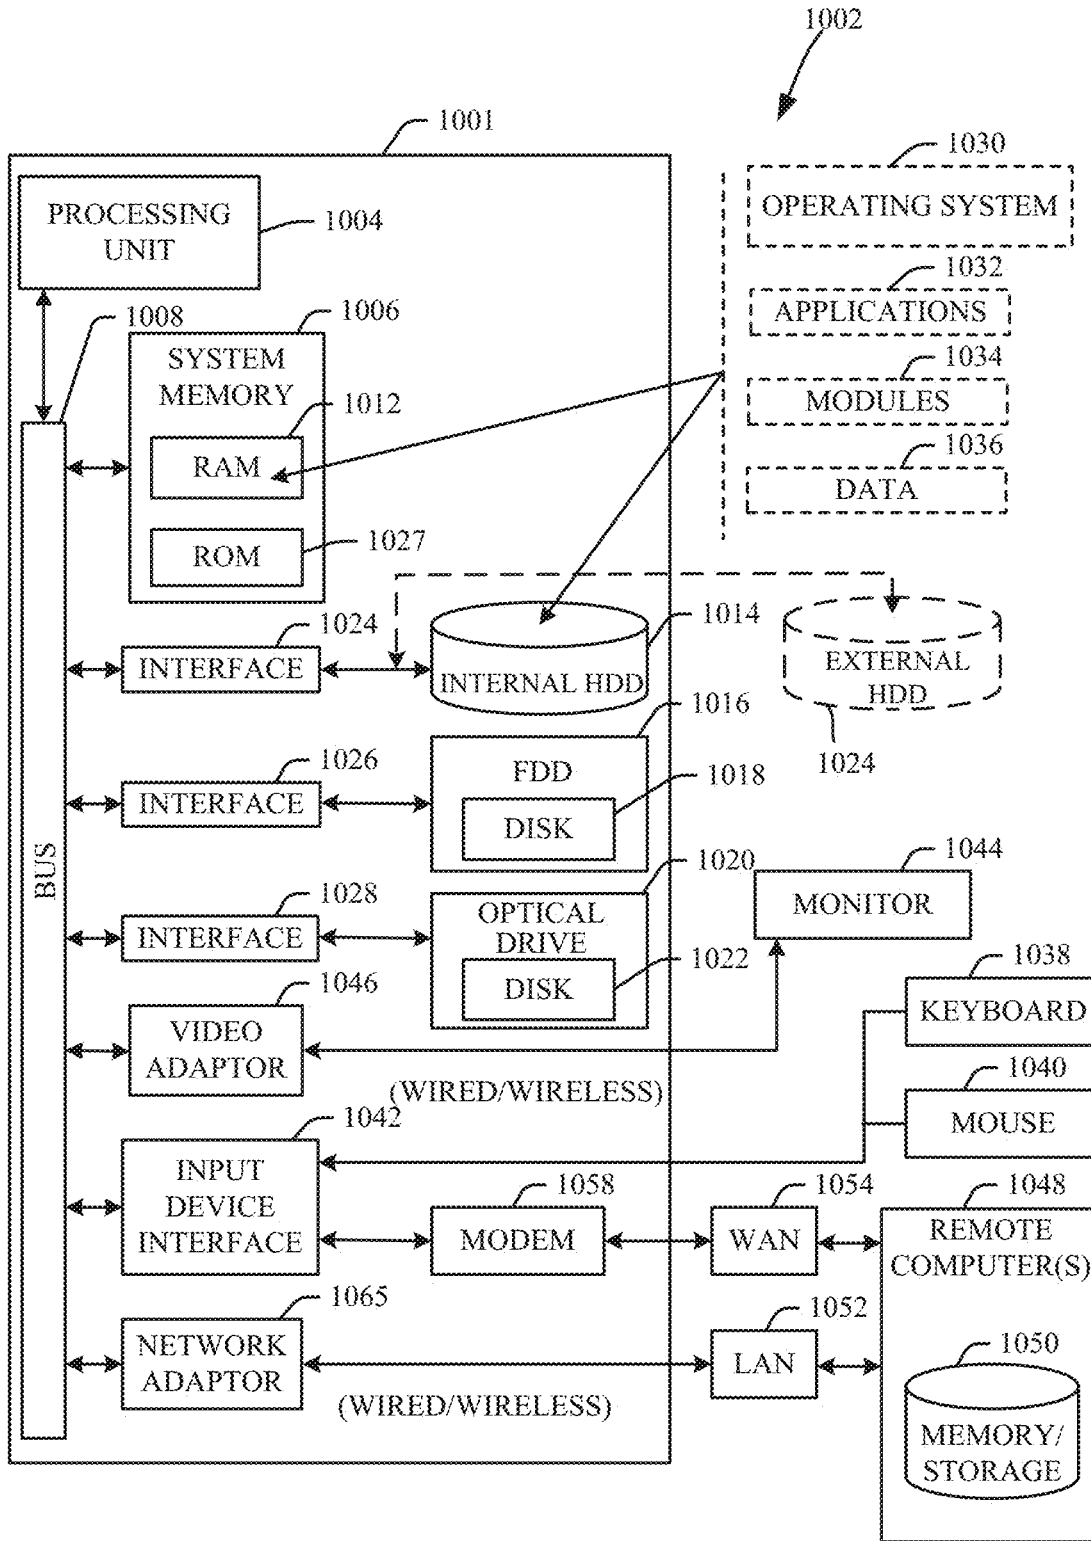 1002
1001
1030
OPERATING SYSTEM
PROCESSING
UNIT
1004
1032
APPLICATIONS
1008
1006
SYSTEM
MEMORY
1034
MODULES
1012
RAM
1036
DATA
1027
ROM
1024
INTERFACE
1014
INTERNAL HDD
EXTERNAL
HDD
1024
1016
FDD
1026
INTERFACE
1018
DISK
BUS
1020
OPTICAL
DRIVE
1028
INTERFACE
1022
DISK
1044
MONITOR
1046
VIDEO
ADAPTOR
1038
KEYBOARD
(WIRED/WIRELESS)
1040
MOUSE
1042
INPUT
DEVICE
INTERFACE
1058
MODEM
1054
WAN
1048
REMOTE
COMPUTER(S)
1065
NETWORK
ADAPTOR
1052
LAN
(WIRED/WIRELESS)
1050
MEMORY/
STORAGE